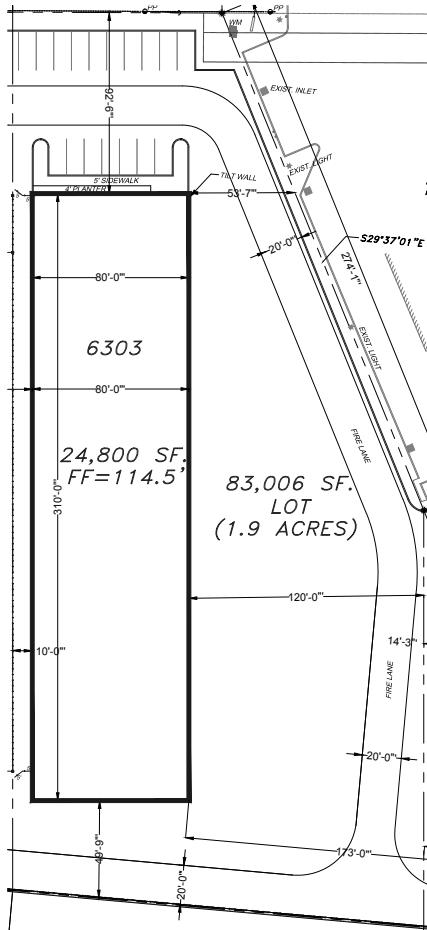 PP
PP
WM
92'-6"
EXIST. INLET
EXIST. LIGHT
5' SIDEWALK
4' PLANTER
TILT WALL
53'-7"
S29°37'01"E
20'-0"
274'-1"
80'-0"
6303
EXIST. LIGHT
80'-0"
24,800 SF.
FF=114.5'
310'-0"
FIRE LANE
83,006 SF.
LOT
(1.9 ACRES)
120'-0"
10'-0"
14'-3"
FIRE LANE
20'-0"
49'-9"
173'-0"
20'-0"